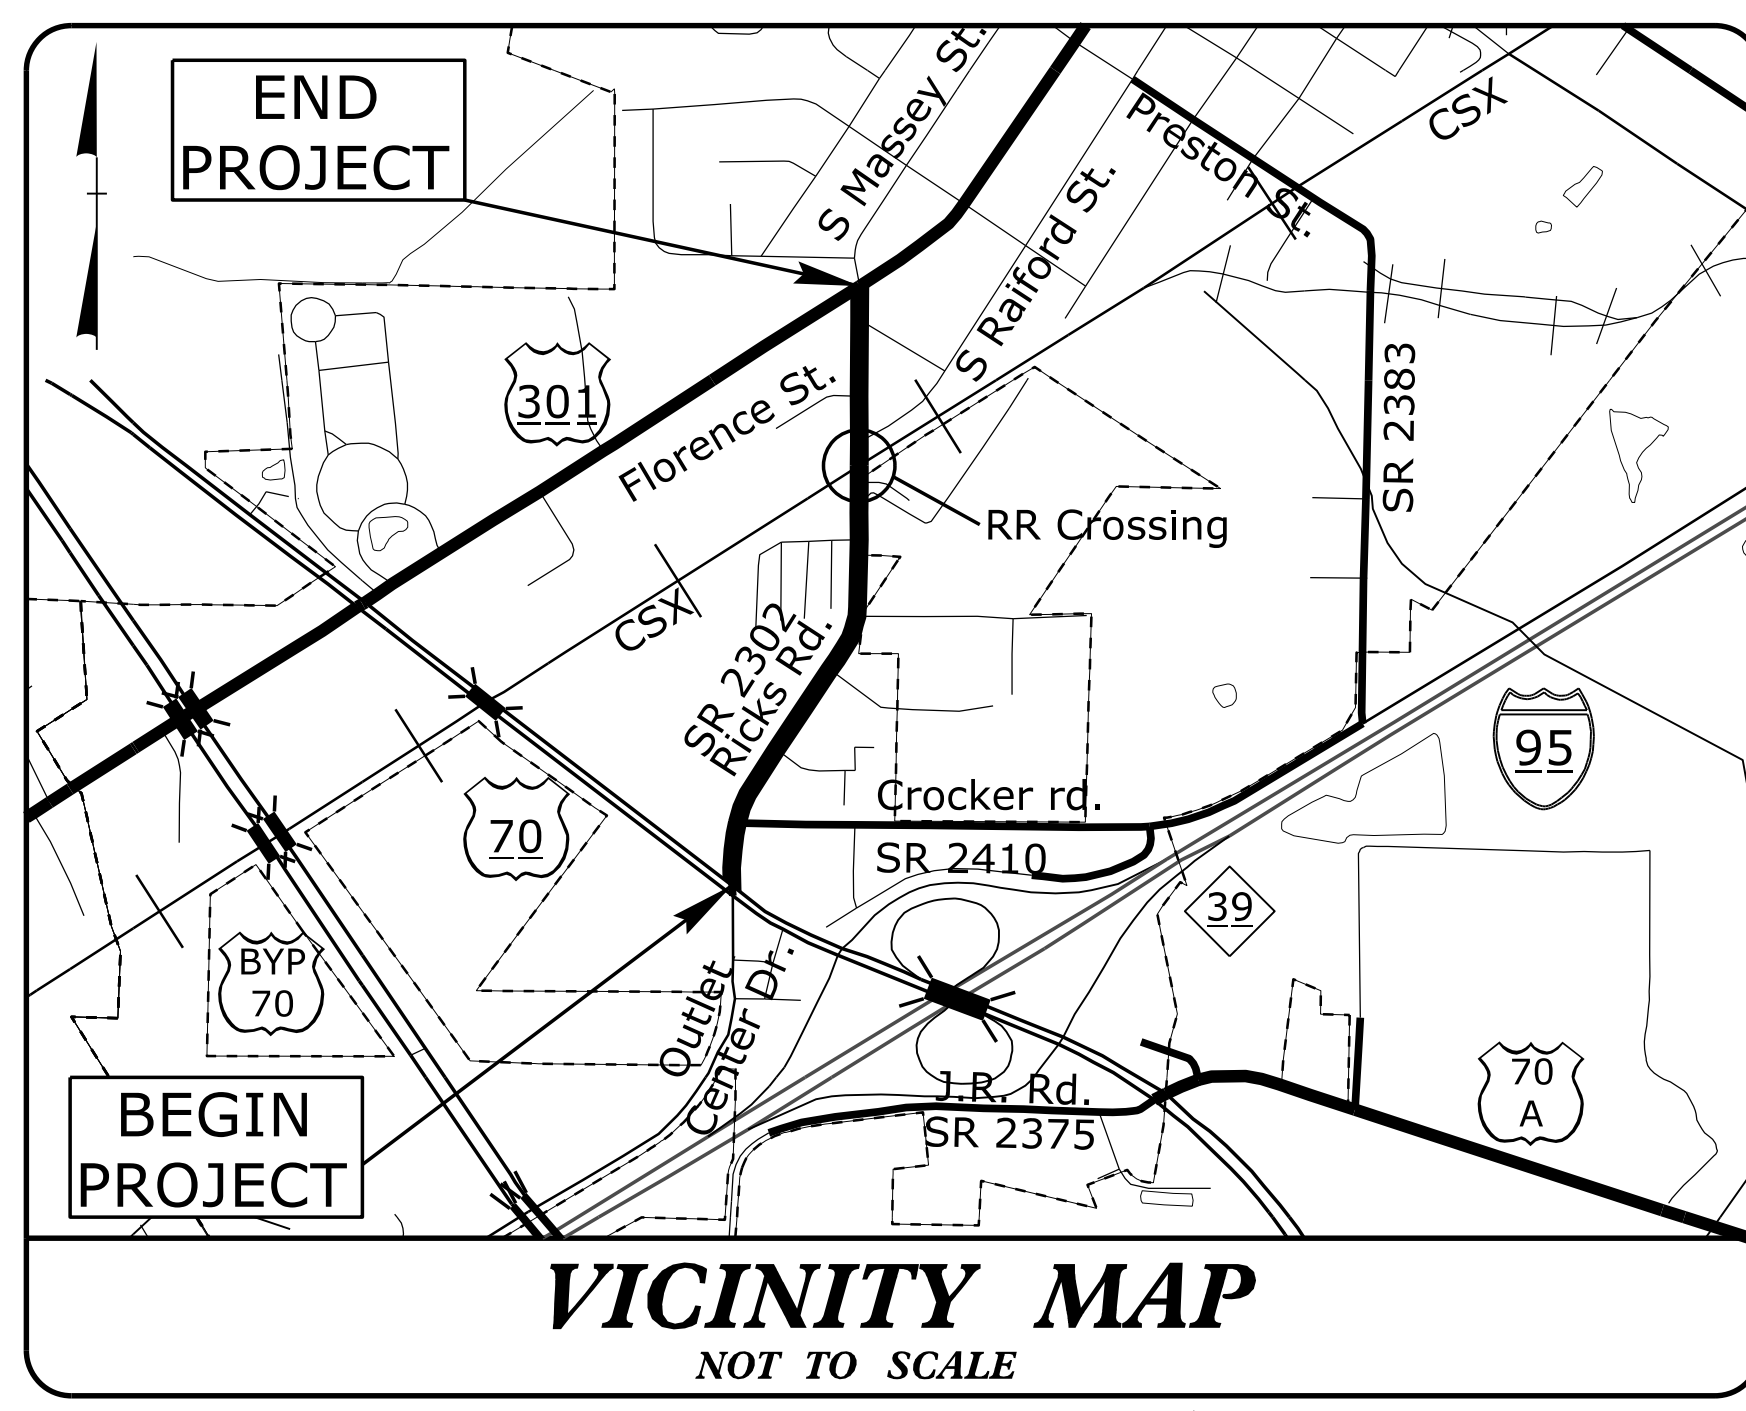 END
PROJECT
S Massey St.
Preston St.
CSX
S Raiford St.
301
Florence St.
SR 2383
RR Crossing
CSX
SR 2302
Ricks Rd.
95
70
Crocker rd.
SR 2410
39
BYP
70
Outlet
Center Dr.
70
A
J.R. Rd.
SR 2375
BEGIN
PROJECT
VICINITY MAP
NOT TO SCALE